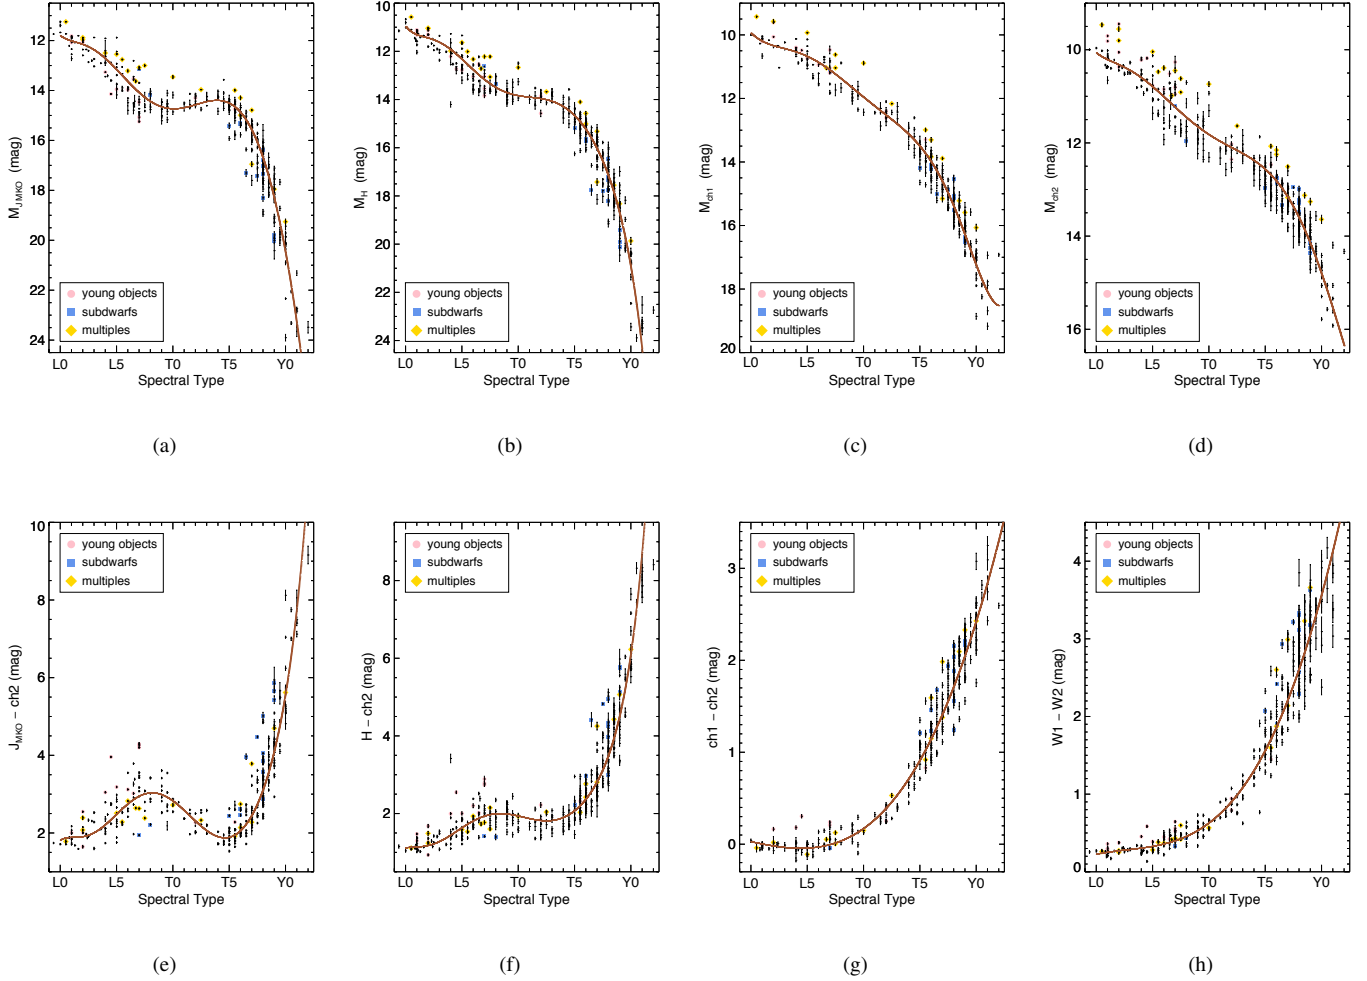 12
14
16
18
20
22
24
M_JMKO (mag)
young objects
subdwarfs
multiples
L0 L5 T0 T5 Y0
Spectral Type
(a)
10
12
14
16
18
20
22
24
M_H (mag)
young objects
subdwarfs
multiples
L0 L5 T0 T5 Y0
Spectral Type
(b)
10
12
14
16
18
20
M_ch1 (mag)
young objects
subdwarfs
multiples
L0 L5 T0 T5 Y0
Spectral Type
(c)
10
12
14
16
M_ch2 (mag)
young objects
subdwarfs
multiples
L0 L5 T0 T5 Y0
Spectral Type
(d)
10
8
6
4
2
J_MKO − ch2 (mag)
young objects
subdwarfs
multiples
L0 L5 T0 T5 Y0
Spectral Type
(e)
8
6
4
2
H − ch2 (mag)
young objects
subdwarfs
multiples
L0 L5 T0 T5 Y0
Spectral Type
(f)
3
2
1
0
ch1 − ch2 (mag)
young objects
subdwarfs
multiples
L0 L5 T0 T5 Y0
Spectral Type
(g)
4
3
2
1
0
W1 − W2 (mag)
young objects
subdwarfs
multiples
L0 L5 T0 T5 Y0
Spectral Type
(h)